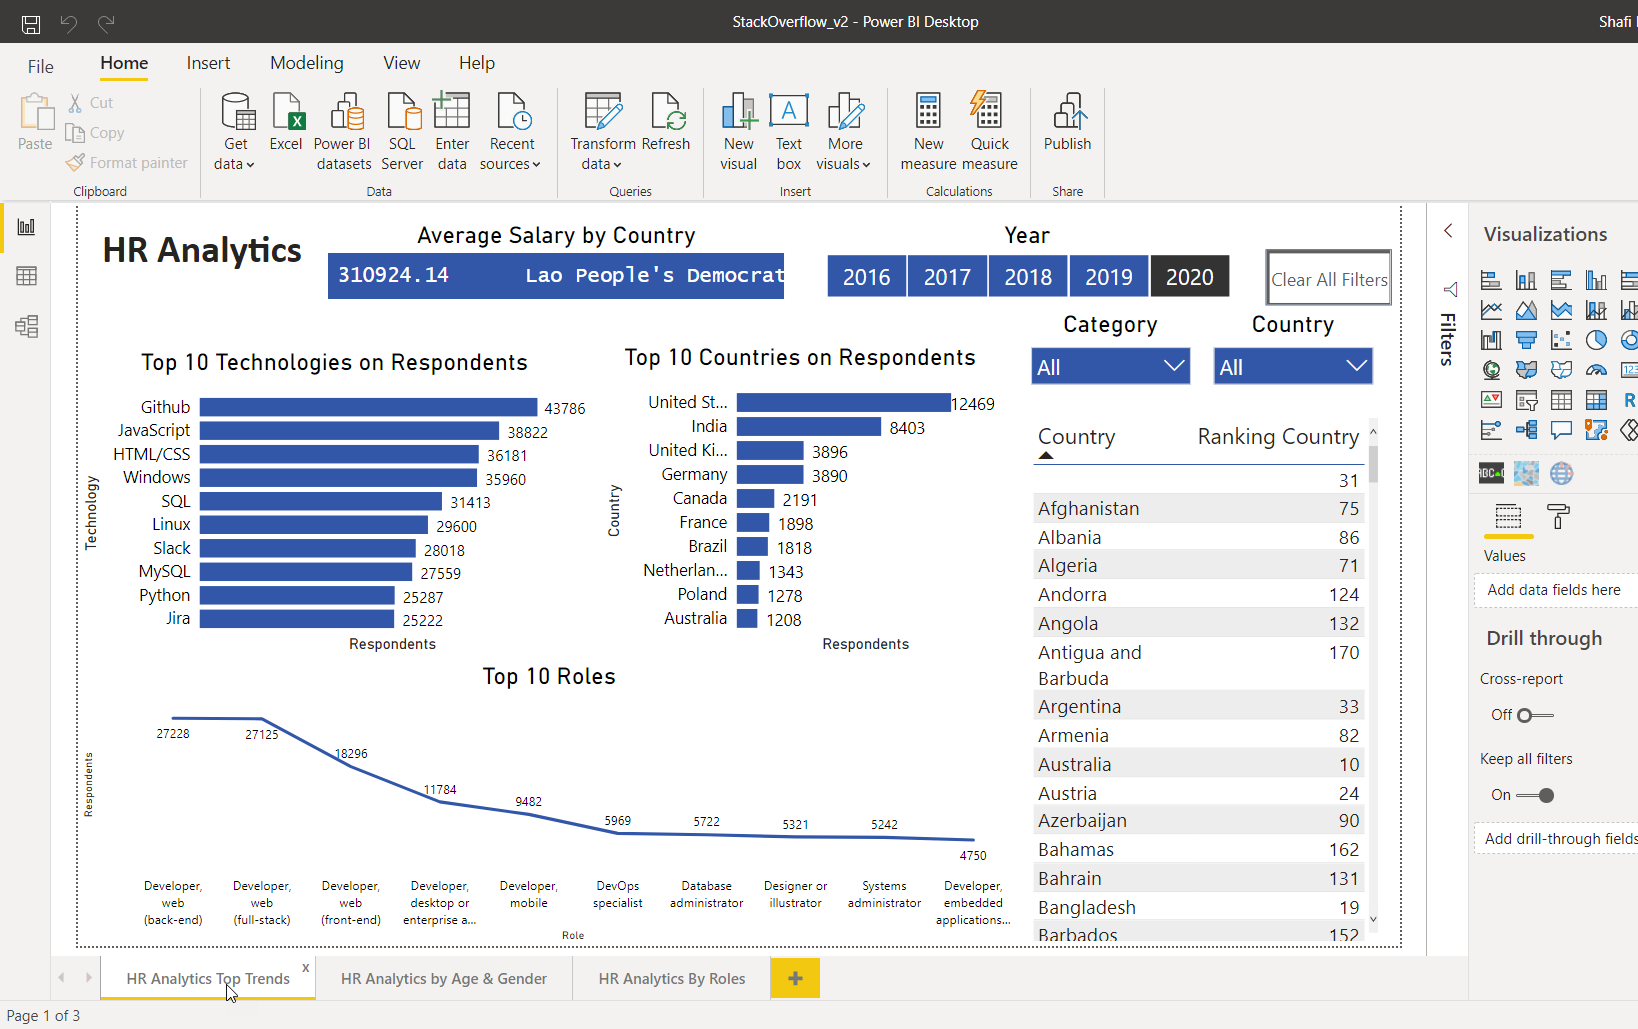 StackOverflow_v2 - Power BI Desktop
Shafi
File
Home
Insert
Modeling
View
Help
Paste
Cut
Copy
Format painter
Clipboard
Get data
Excel
Power BI datasets
SQL Server
Enter data
Recent sources
Data
Transform data
Refresh
Queries
New visual
Text box
More visuals
Insert
New measure
Quick measure
Calculations
Publish
Share
HR Analytics
Average Salary by Country
310924.14 Lao People's Democrat
Year
2016 2017 2018 2019 2020
Clear All Filters
Category
All
Country
All
Top 10 Technologies on Respondents
Technology
Github 43786
JavaScript 38822
HTML/CSS 36181
Windows 35960
SQL 31413
Linux 29600
Slack 28018
MySQL 27559
Python 25287
Jira 25222
Respondents
Top 10 Countries on Respondents
Country
United St... 12469
India 8403
United Ki... 3896
Germany 3890
Canada 2191
France 1898
Brazil 1818
Netherlan... 1343
Poland 1278
Australia 1208
Respondents
Country Ranking Country
31
Afghanistan 75
Albania 86
Algeria 71
Andorra 124
Angola 132
Antigua and 170
Barbuda
Argentina 33
Armenia 82
Australia 10
Austria 24
Azerbaijan 90
Bahamas 162
Bahrain 131
Bangladesh 19
Barbados 152
Top 10 Roles
Respondents
27228
27125
18296
11784
9482
5969
5722
5321
5242
4750
Developer, web (back-end)
Developer, web (full-stack)
Developer, web (front-end)
Developer, desktop or enterprise a...
Developer, mobile
DevOps specialist
Database administrator
Designer or illustrator
Systems administrator
Developer, embedded applications...
Role
Filters
Visualizations
123
R
Values
Add data fields here
Drill through
Cross-report
Off
Keep all filters
On
Add drill-through fields
HR Analytics Top Trends x
HR Analytics by Age & Gender
HR Analytics By Roles
+
Page 1 of 3